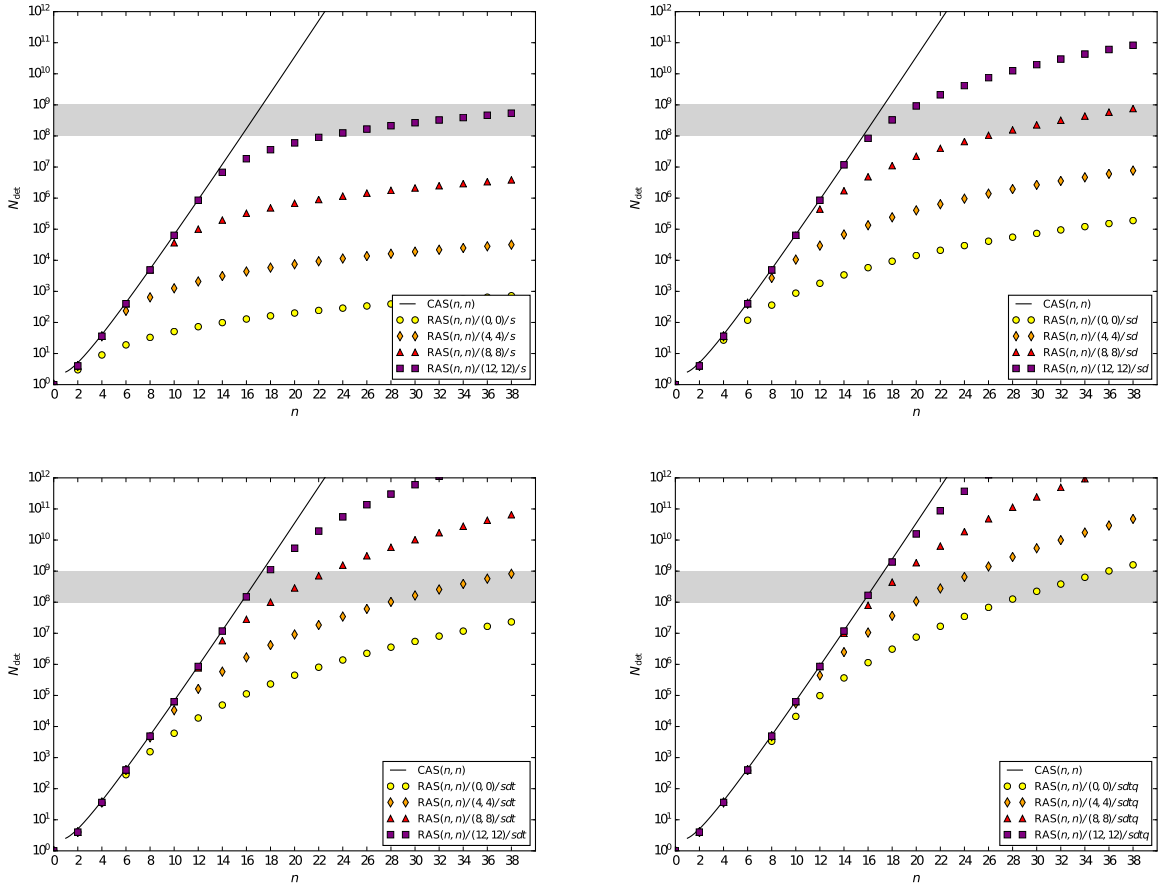 10^12
10^11
10^10
10^9
10^8
10^7
10^6
10^5
10^4
10^3
10^2
10^1
10^0
N_det
0 2 4 6 8 10 12 14 16 18 20 22 24 26 28 30 32 34 36 38
n
CAS(n, n)
RAS(n, n)/(0, 0)/s
RAS(n, n)/(4, 4)/s
RAS(n, n)/(8, 8)/s
RAS(n, n)/(12, 12)/s
10^12
10^11
10^10
10^9
10^8
10^7
10^6
10^5
10^4
10^3
10^2
10^1
10^0
N_det
0 2 4 6 8 10 12 14 16 18 20 22 24 26 28 30 32 34 36 38
n
CAS(n, n)
RAS(n, n)/(0, 0)/sd
RAS(n, n)/(4, 4)/sd
RAS(n, n)/(8, 8)/sd
RAS(n, n)/(12, 12)/sd
10^12
10^11
10^10
10^9
10^8
10^7
10^6
10^5
10^4
10^3
10^2
10^1
10^0
N_det
0 2 4 6 8 10 12 14 16 18 20 22 24 26 28 30 32 34 36 38
n
CAS(n, n)
RAS(n, n)/(0, 0)/sdt
RAS(n, n)/(4, 4)/sdt
RAS(n, n)/(8, 8)/sdt
RAS(n, n)/(12, 12)/sdt
10^12
10^11
10^10
10^9
10^8
10^7
10^6
10^5
10^4
10^3
10^2
10^1
10^0
N_det
0 2 4 6 8 10 12 14 16 18 20 22 24 26 28 30 32 34 36 38
n
CAS(n, n)
RAS(n, n)/(0, 0)/sdtq
RAS(n, n)/(4, 4)/sdtq
RAS(n, n)/(8, 8)/sdtq
RAS(n, n)/(12, 12)/sdtq